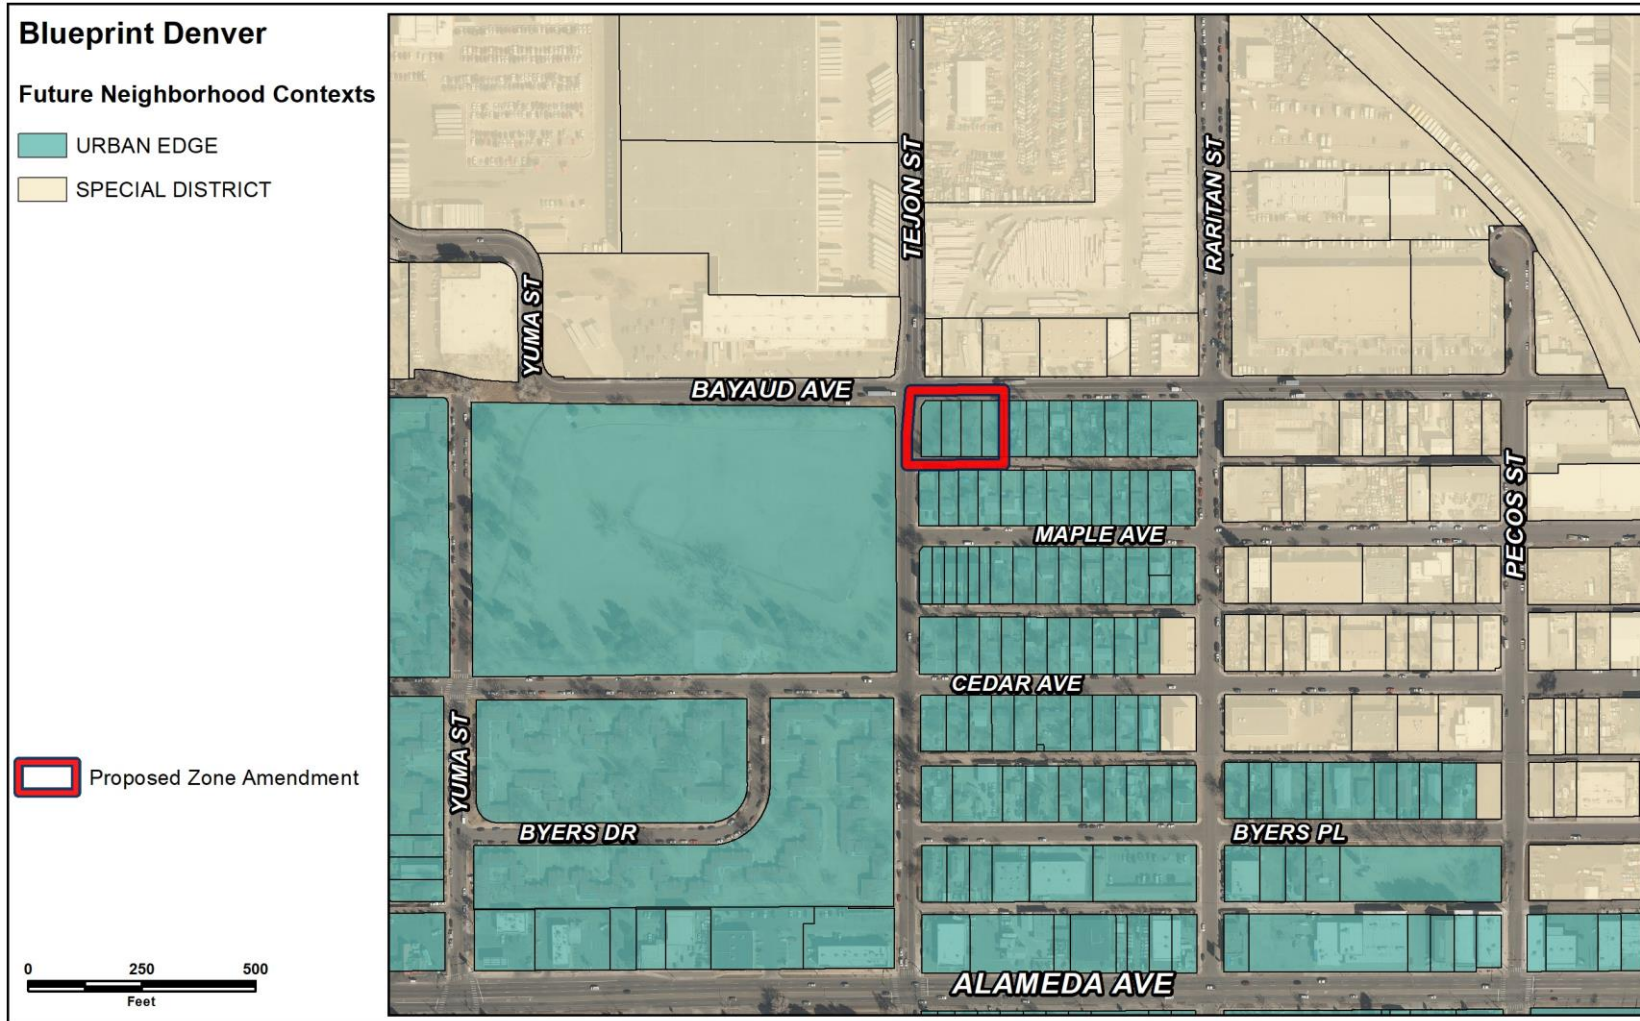 Blueprint Denver
Future Neighborhood Contexts
URBAN EDGE
SPECIAL DISTRICT
Proposed Zone Amendment
0 250 500
Feet
TEJON ST
RARITAN ST
YUMA ST
BAYAUD AVE
PECOS ST
MAPLE AVE
CEDAR AVE
YUMA ST
BYERS DR
BYERS PL
ALAMEDA AVE